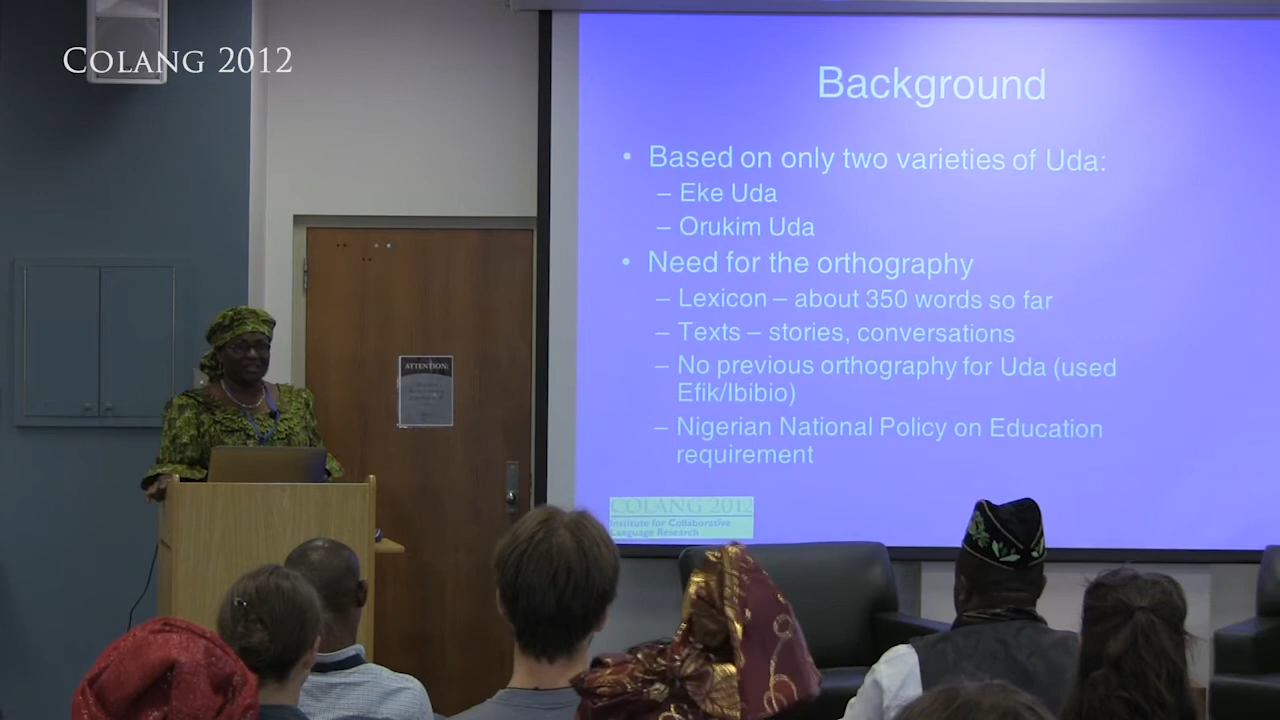 COLANG 2012
Background
• Based on only two varieties of Uda:
– Eke Uda
– Orukim Uda
• Need for the orthography
– Lexicon – about 350 words so far
– Texts – stories, conversations
– No previous orthography for Uda (used
Efik/Ibibio)
– Nigerian National Policy on Education
requirement
COLANG 2012
Institute for Collaborative
Language Research
ATTENTION: